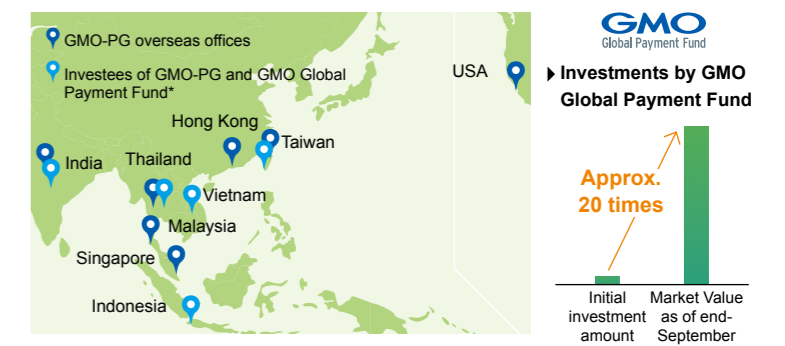 GMO-PG overseas offices
Investees of GMO-PG and GMO Global
Payment Fund*
USA
Hong Kong
Taiwan
India
Thailand
Vietnam
Malaysia
Singapore
Indonesia
GMO
Global Payment Fund
Investments by GMO
Global Payment Fund
Approx.
20 times
Initial
investment
amount
Market Value
as of end-
September